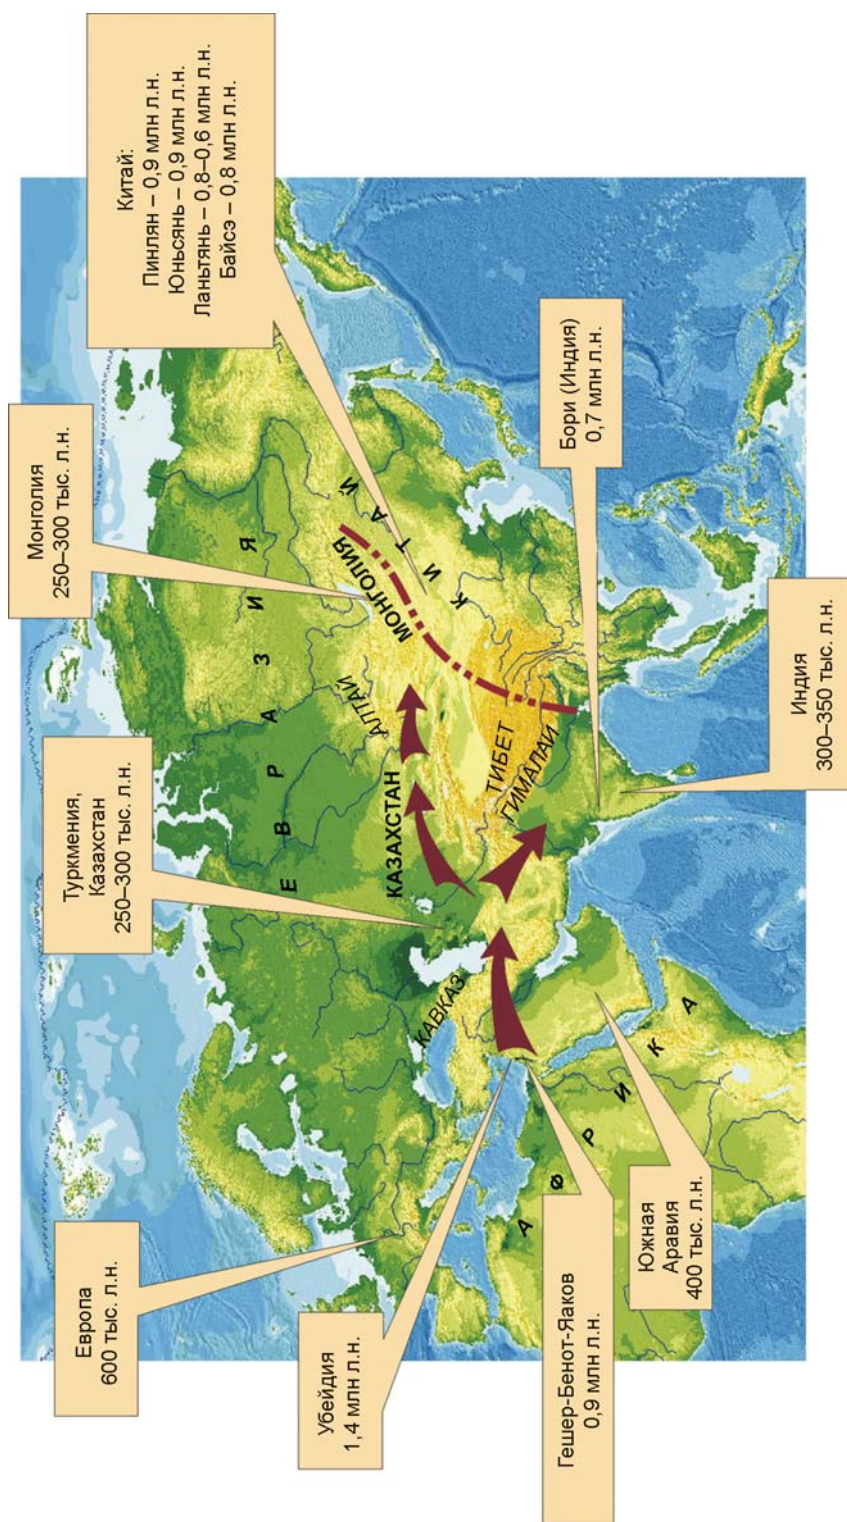 Европа
600 тыс. л.н.
Туркмения,
Казахстан
250–300 тыс. л.н.
Монголия
250–300 тыс. л.н.
Китай:
Пинлян – 0,9 млн л.н.
Юньсянь – 0,9 млн л.н.
Ланьтянь – 0,8–0,6 млн л.н.
Байсэ – 0,8 млн л.н.
ЕВРАЗИЯ
АЛТАЙ
МОНГОЛИЯ
КАЗАХСТАН
КИТАЙ
КАВКАЗ
ТИБЕТ
ГИМАЛАИ
АФРИКА
Убейдия
1,4 млн л.н.
Гешер-Бенот-Яаков
0,9 млн л.н.
Южная
Аравия
400 тыс. л.н.
Бори (Индия)
0,7 млн л.н.
Индия
300–350 тыс. л.н.